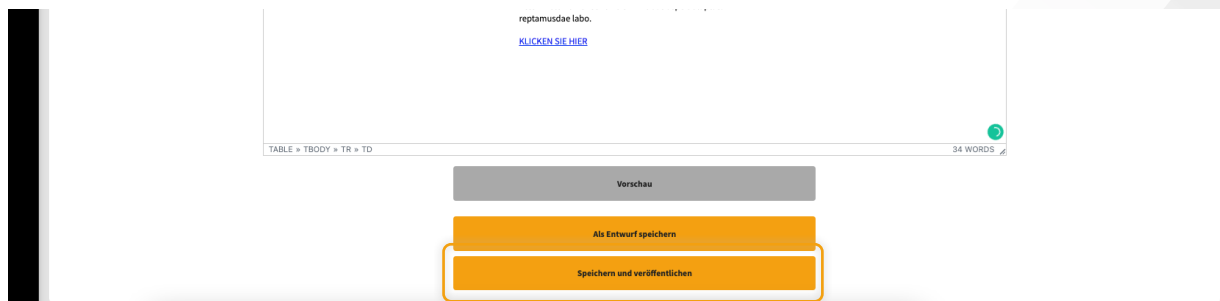 reptamusdae labo.
KLICKEN SIE HIER
TABLE » TBODY » TR » TD
34 WORDS
Vorschau
Als Entwurf speichern
Speichern und veröffentlichen